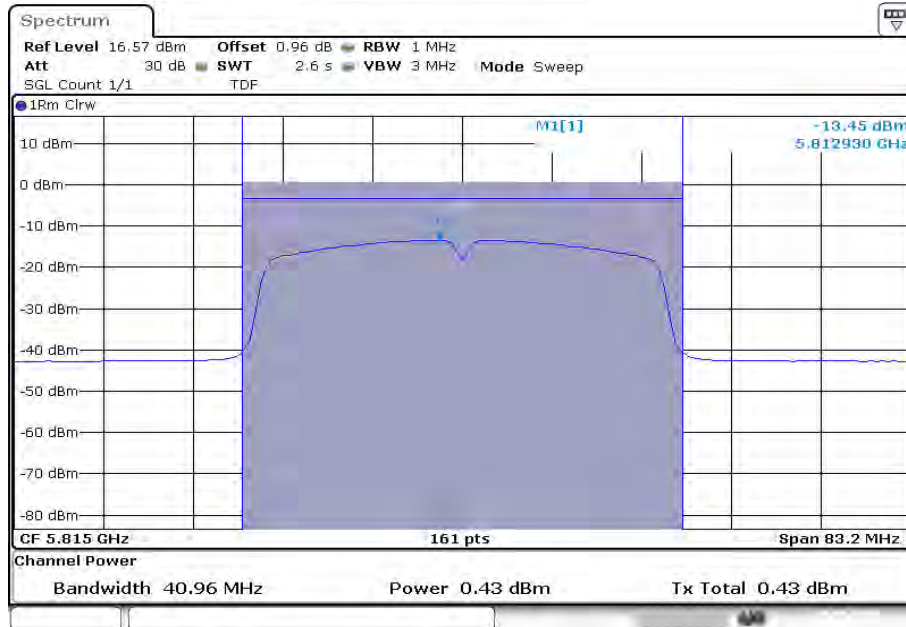 Spectrum
Ref Level 16.57 dBm Offset 0.96 dB RBW 1 MHz
Att 30 dB SWT 2.6 s VBW 3 MHz Mode Sweep
SGL Count 1/1 TDF
1Rm Clrw
M1[1] -13.45 dBm
5.812930 GHz
10 dBm
0 dBm
-10 dBm
-20 dBm
-30 dBm
-40 dBm
-50 dBm
-60 dBm
-70 dBm
-80 dBm
CF 5.815 GHz 161 pts Span 83.2 MHz
Channel Power
Bandwidth 40.96 MHz Power 0.43 dBm Tx Total 0.43 dBm